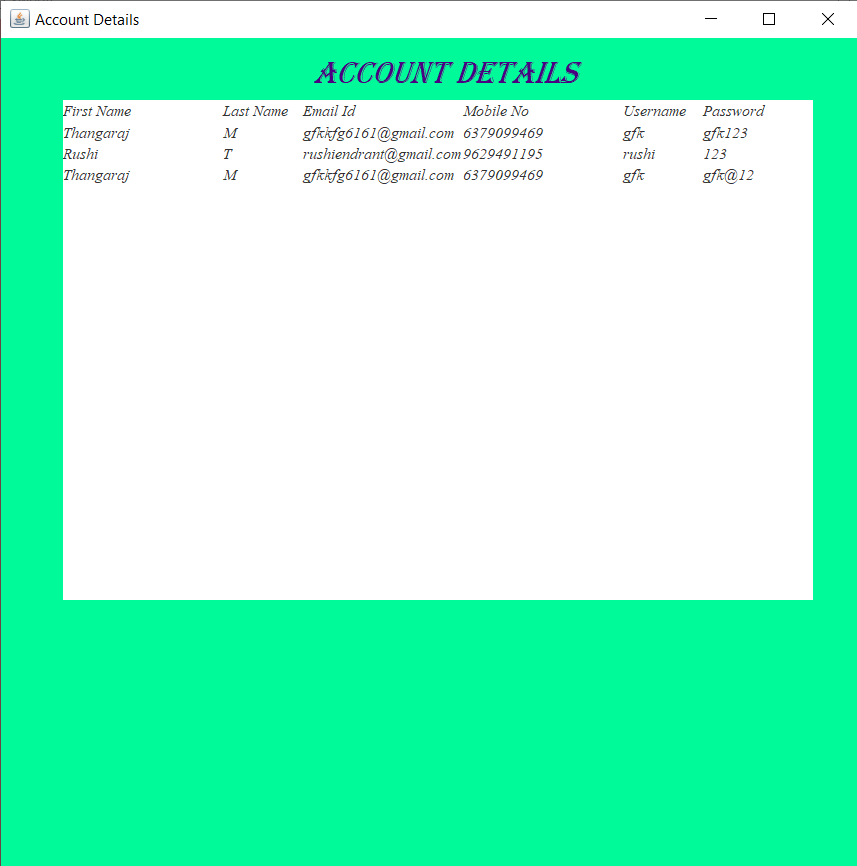 Account Details
ACCOUNT DETAILS
First Name Last Name Email Id Mobile No Username Password
Thangaraj M gfkkfg6161@gmail.com 6379099469 gfk gfk123
Rushi T rushiendrant@gmail.com 9629491195 rushi 123
Thangaraj M gfkkfg6161@gmail.com 6379099469 gfk gfk@12